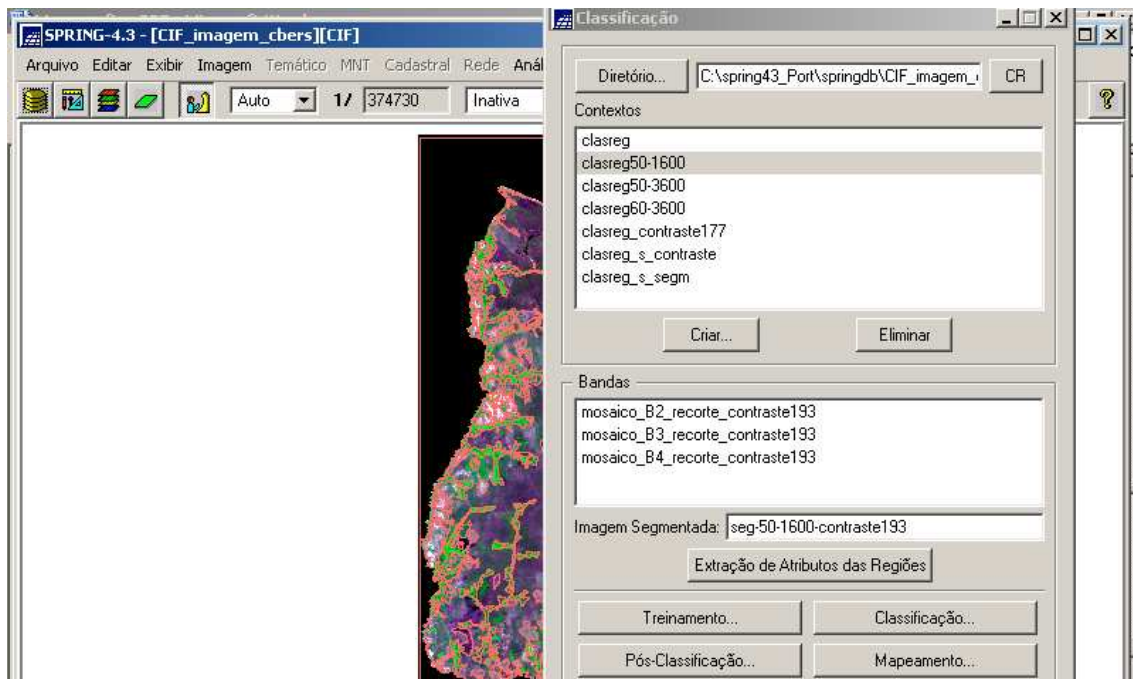 SPRING-4.3 - [CIF_imagem_cbers][CIF]
Arquivo Editar Exibir Imagem Temático MNT Cadastral Rede Aná
Auto 1/ 374730 Inativa
Classificação
Diretório... C:\spring43_Port\springdb\CIF_imagem_ CR
Contextos
clasreg
clasreg50-1600
clasreg50-3600
clasreg60-3600
clasreg_contraste177
clasreg_s_contraste
clasreg_s_segm
Criar... Eliminar
Bandas
mosaico_B2_recorte_contraste193
mosaico_B3_recorte_contraste193
mosaico_B4_recorte_contraste193
Imagem Segmentada: seg-50-1600-contraste193
Extração de Atributos das Regiões
Treinamento... Classificação...
Pós-Classificação... Mapeamento...